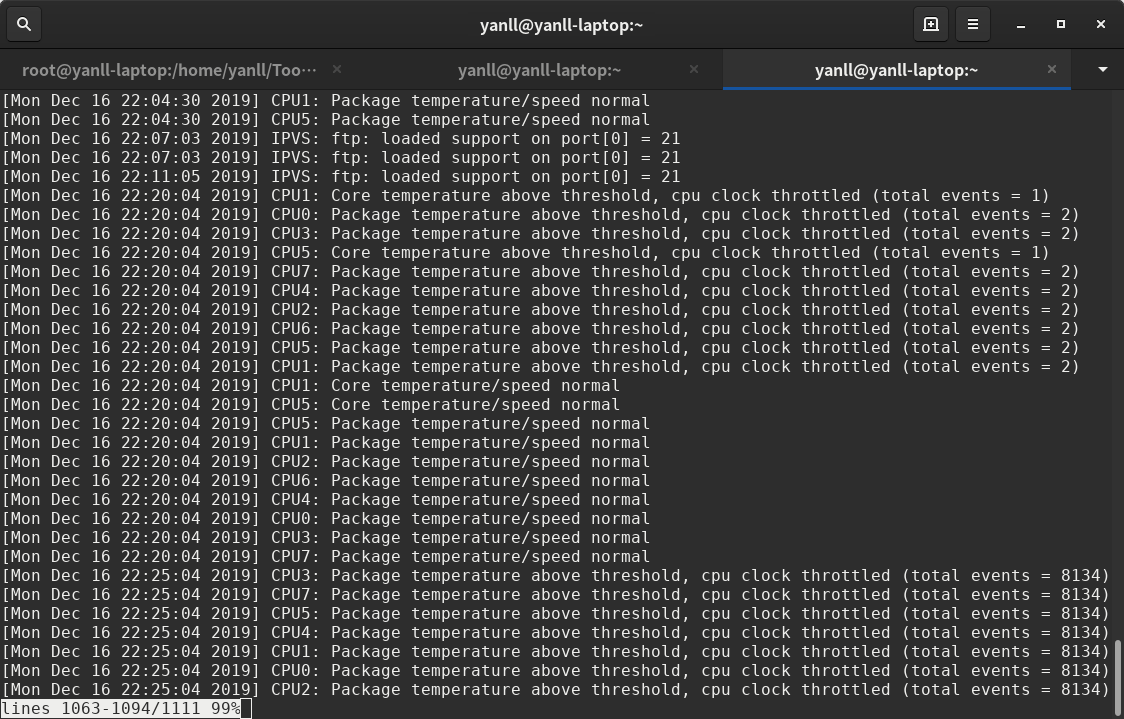 yanll@yanll-laptop:~
root@yanll-laptop:/home/yanll/Too··· yanll@yanll-laptop:~ yanll@yanll-laptop:~
[Mon Dec 16 22:04:30 2019] CPU1: Package temperature/speed normal
[Mon Dec 16 22:04:30 2019] CPU5: Package temperature/speed normal
[Mon Dec 16 22:07:03 2019] IPVS: ftp: loaded support on port[0] = 21
[Mon Dec 16 22:07:03 2019] IPVS: ftp: loaded support on port[0] = 21
[Mon Dec 16 22:11:05 2019] IPVS: ftp: loaded support on port[0] = 21
[Mon Dec 16 22:20:04 2019] CPU1: Core temperature above threshold, cpu clock throttled (total events = 1)
[Mon Dec 16 22:20:04 2019] CPU0: Package temperature above threshold, cpu clock throttled (total events = 2)
[Mon Dec 16 22:20:04 2019] CPU3: Package temperature above threshold, cpu clock throttled (total events = 2)
[Mon Dec 16 22:20:04 2019] CPU5: Core temperature above threshold, cpu clock throttled (total events = 1)
[Mon Dec 16 22:20:04 2019] CPU7: Package temperature above threshold, cpu clock throttled (total events = 2)
[Mon Dec 16 22:20:04 2019] CPU4: Package temperature above threshold, cpu clock throttled (total events = 2)
[Mon Dec 16 22:20:04 2019] CPU2: Package temperature above threshold, cpu clock throttled (total events = 2)
[Mon Dec 16 22:20:04 2019] CPU6: Package temperature above threshold, cpu clock throttled (total events = 2)
[Mon Dec 16 22:20:04 2019] CPU5: Package temperature above threshold, cpu clock throttled (total events = 2)
[Mon Dec 16 22:20:04 2019] CPU1: Package temperature above threshold, cpu clock throttled (total events = 2)
[Mon Dec 16 22:20:04 2019] CPU1: Core temperature/speed normal
[Mon Dec 16 22:20:04 2019] CPU5: Core temperature/speed normal
[Mon Dec 16 22:20:04 2019] CPU5: Package temperature/speed normal
[Mon Dec 16 22:20:04 2019] CPU1: Package temperature/speed normal
[Mon Dec 16 22:20:04 2019] CPU2: Package temperature/speed normal
[Mon Dec 16 22:20:04 2019] CPU6: Package temperature/speed normal
[Mon Dec 16 22:20:04 2019] CPU4: Package temperature/speed normal
[Mon Dec 16 22:20:04 2019] CPU0: Package temperature/speed normal
[Mon Dec 16 22:20:04 2019] CPU3: Package temperature/speed normal
[Mon Dec 16 22:20:04 2019] CPU7: Package temperature/speed normal
[Mon Dec 16 22:25:04 2019] CPU3: Package temperature above threshold, cpu clock throttled (total events = 8134)
[Mon Dec 16 22:25:04 2019] CPU7: Package temperature above threshold, cpu clock throttled (total events = 8134)
[Mon Dec 16 22:25:04 2019] CPU5: Package temperature above threshold, cpu clock throttled (total events = 8134)
[Mon Dec 16 22:25:04 2019] CPU4: Package temperature above threshold, cpu clock throttled (total events = 8134)
[Mon Dec 16 22:25:04 2019] CPU1: Package temperature above threshold, cpu clock throttled (total events = 8134)
[Mon Dec 16 22:25:04 2019] CPU0: Package temperature above threshold, cpu clock throttled (total events = 8134)
[Mon Dec 16 22:25:04 2019] CPU2: Package temperature above threshold, cpu clock throttled (total events = 8134)
lines 1063-1094/1111 99%